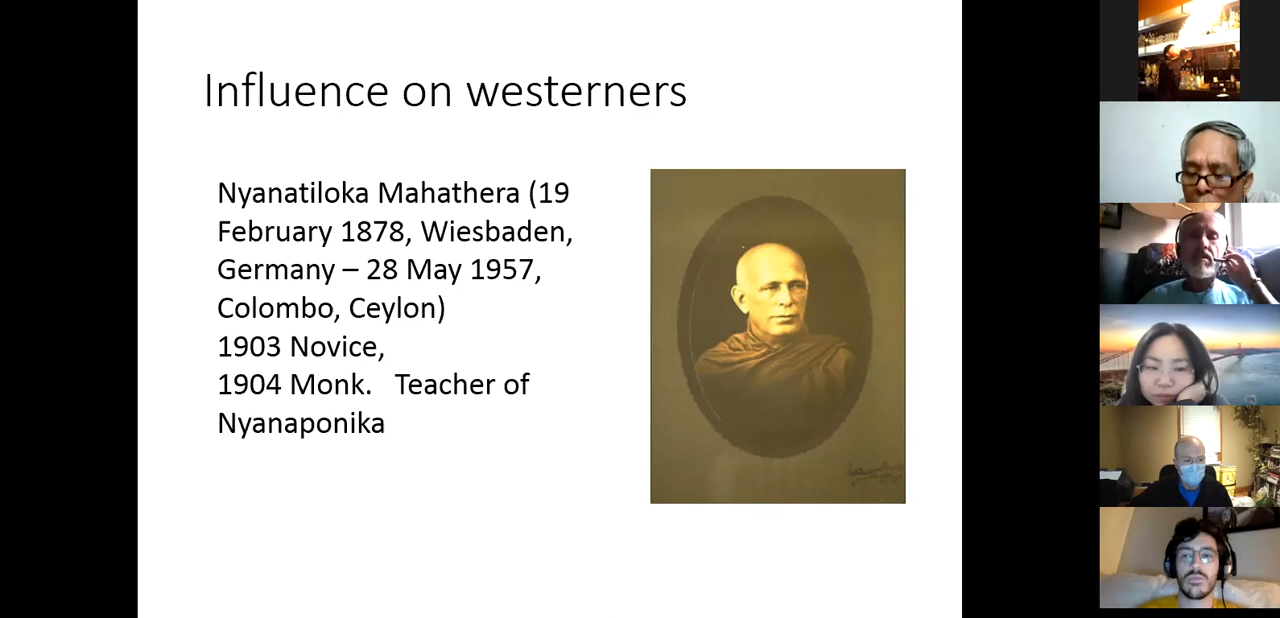 Influence on westerners
Nyanatiloka Mahathera (19
February 1878, Wiesbaden,
Germany – 28 May 1957,
Colombo, Ceylon)
1903 Novice,
1904 Monk. Teacher of
Nyanaponika